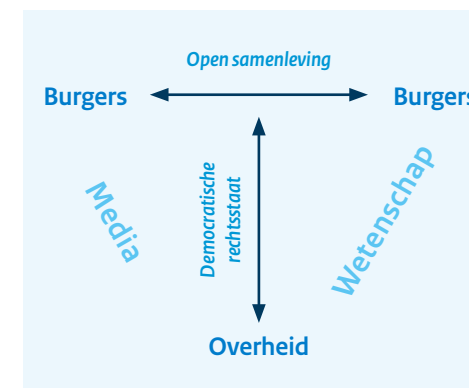 Open samenleving
Burgers
Burgers
Democratische
rechtsstaat
Media
Wetenschap
Overheid